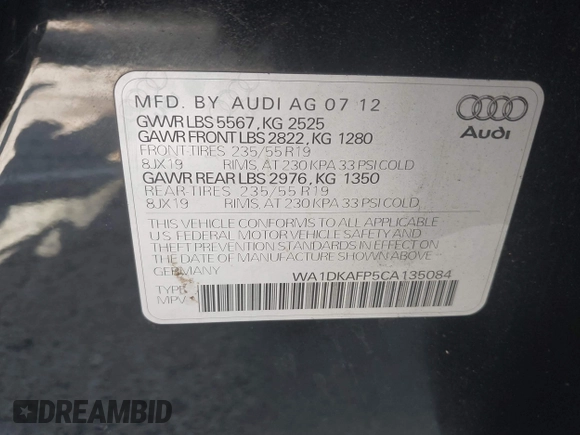 MFD. BY AUDI AG 07 12
GVWR LBS 5567, KG 2525
GAWR FRONT LBS 2822, KG 1280
FRONT-TIRES 235/55 R19
8JX19 RIMS AT 230 KPA 33 PSI COLD
GAWR REAR LBS 2976, KG 1350
REAR-TIRES 235/55 R19
8JX19 RIMS AT 230 KPA 33 PSI COLD
Audi
THIS VEHICLE CONFORMS TO ALL APPLICABLE
U.S. FEDERAL MOTOR VEHICLE SAFETY AND
THEFT PREVENTION STANDARDS IN EFFECT ON
THE DATE OF MANUFACTURE SHOWN ABOVE
GERMANY WA1DKAFP5CA135084
TYPE
MPV
DREAMBID